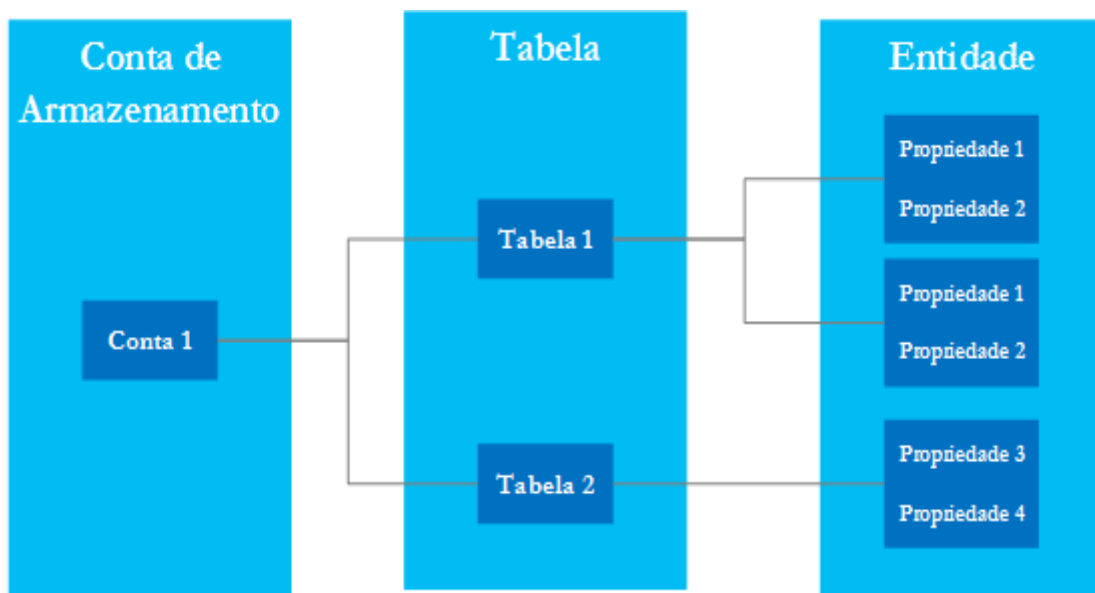 Conta de
Armazenamento
Tabela
Entidade
Conta 1
Tabela 1
Tabela 2
Propriedade 1
Propriedade 2
Propriedade 1
Propriedade 2
Propriedade 3
Propriedade 4